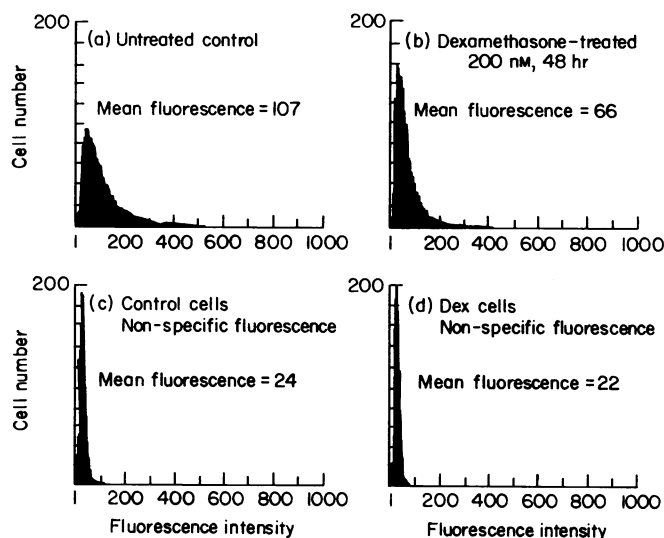 200
(a) Untreated control
Mean fluorescence = 107
Cell number
1 200 400 600 800 1000
200
(b) Dexamethasone-treated
200 nM, 48 hr
Mean fluorescence = 66
1 200 400 600 800 1000
200
(c) Control cells
Non-specific fluorescence
Mean fluorescence = 24
Cell number
1 200 400 600 800 1000
Fluorescence intensity
200
(d) Dex cells
Non-specific fluorescence
Mean fluorescence = 22
1 200 400 600 800 1000
Fluorescence intensity